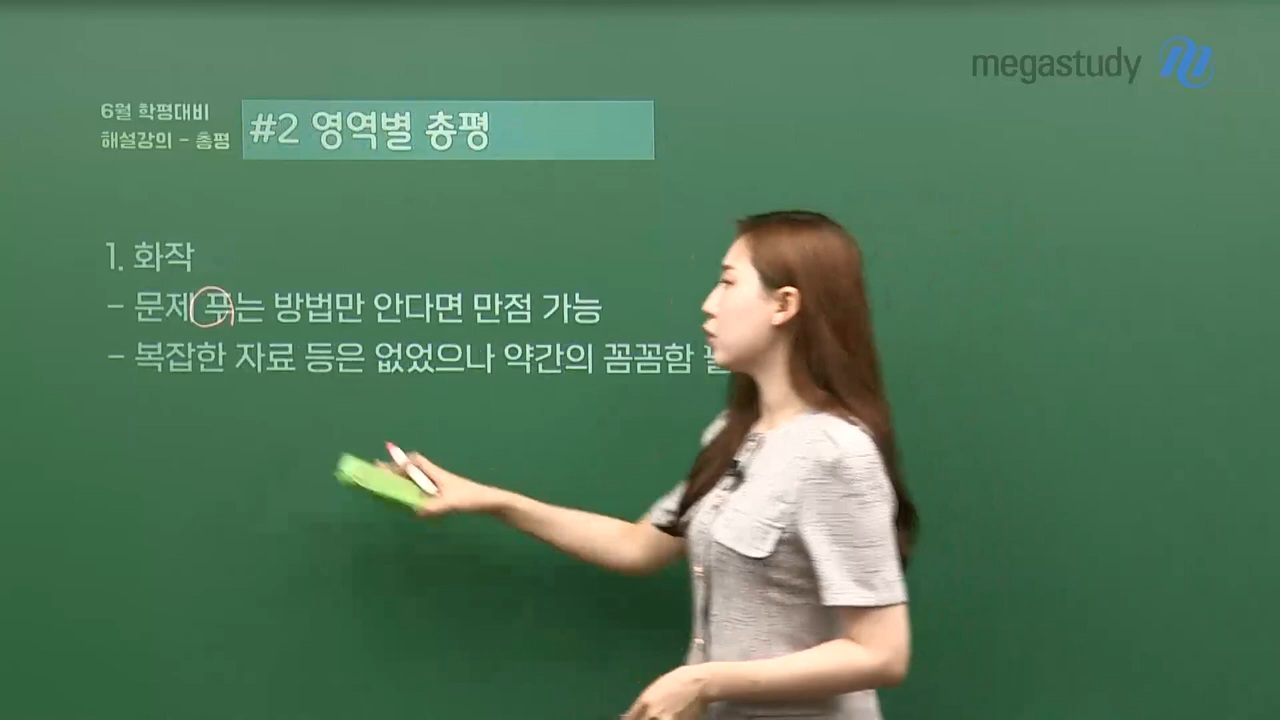 megastudy
6월 학평대비
해설강의 - 총평
#2 영역별 총평
1. 화작
- 문제 푸는 방법만 안다면 만점 가능
- 복잡한 자료 등은 없었으나 약간의 꼼꼼함